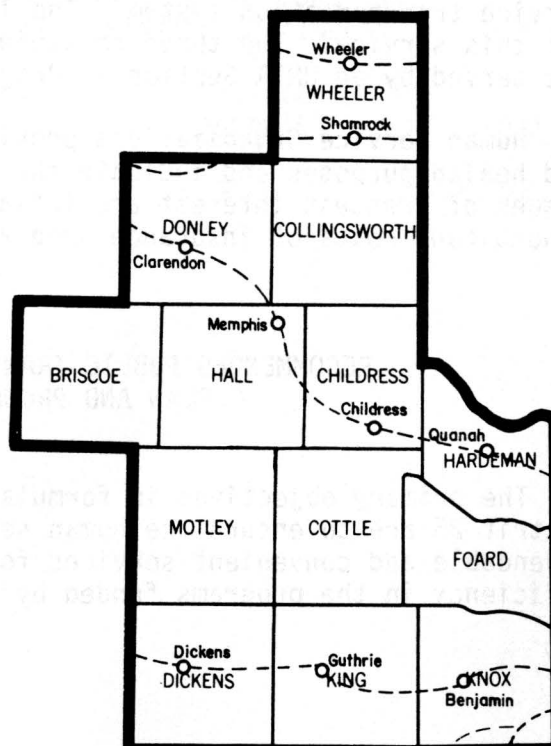 Wheeler
WHEELER
Shamrock
DONLEY
COLLINGSWORTH
Clarendon
Memphis
BRISCOE
HALL
CHILDRESS
Childress
Quanah
HARDEMAN
MOTLEY
COTTLE
FOARD
Dickens
DICKENS
Guthrie
KING
KNOX
Benjamin